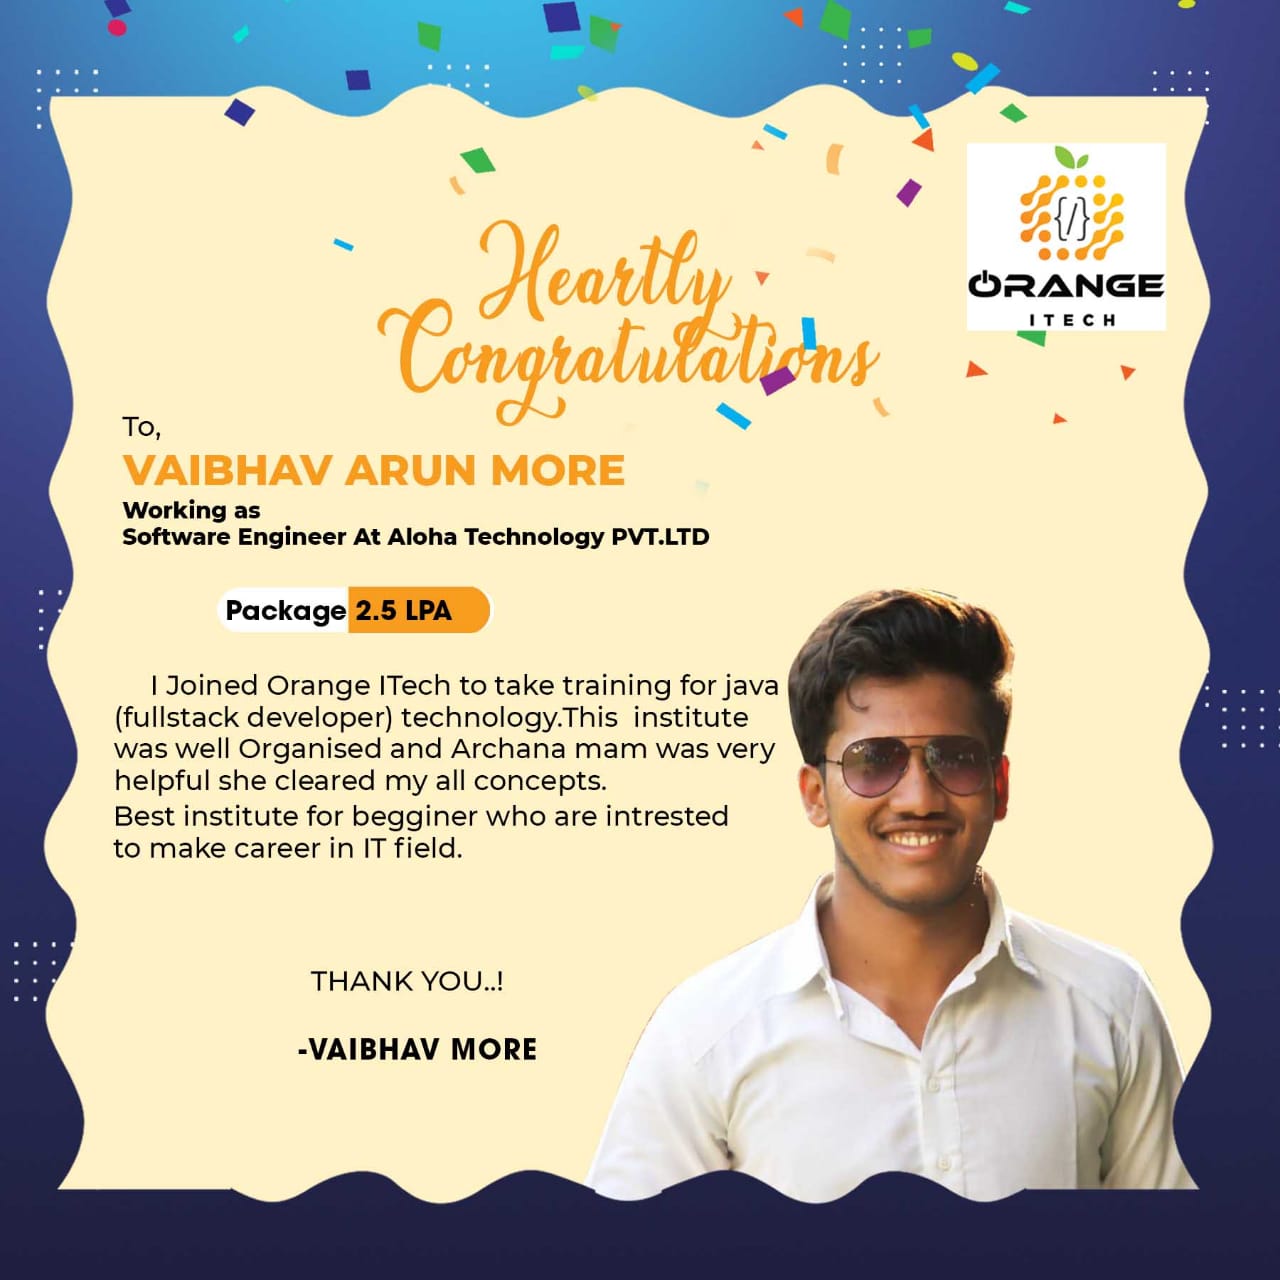 ORANGE
ITECH
Heartly
Congratulations
To,
VAIBHAV ARUN MORE
Working as
Software Engineer At Aloha Technology PVT.LTD
Package 2.5 LPA
I Joined Orange ITech to take training for java
(fullstack developer) technology.This institute
was well Organised and Archana mam was very
helpful she cleared my all concepts.
Best institute for begginer who are intrested
to make career in IT field.
THANK YOU..!
-VAIBHAV MORE